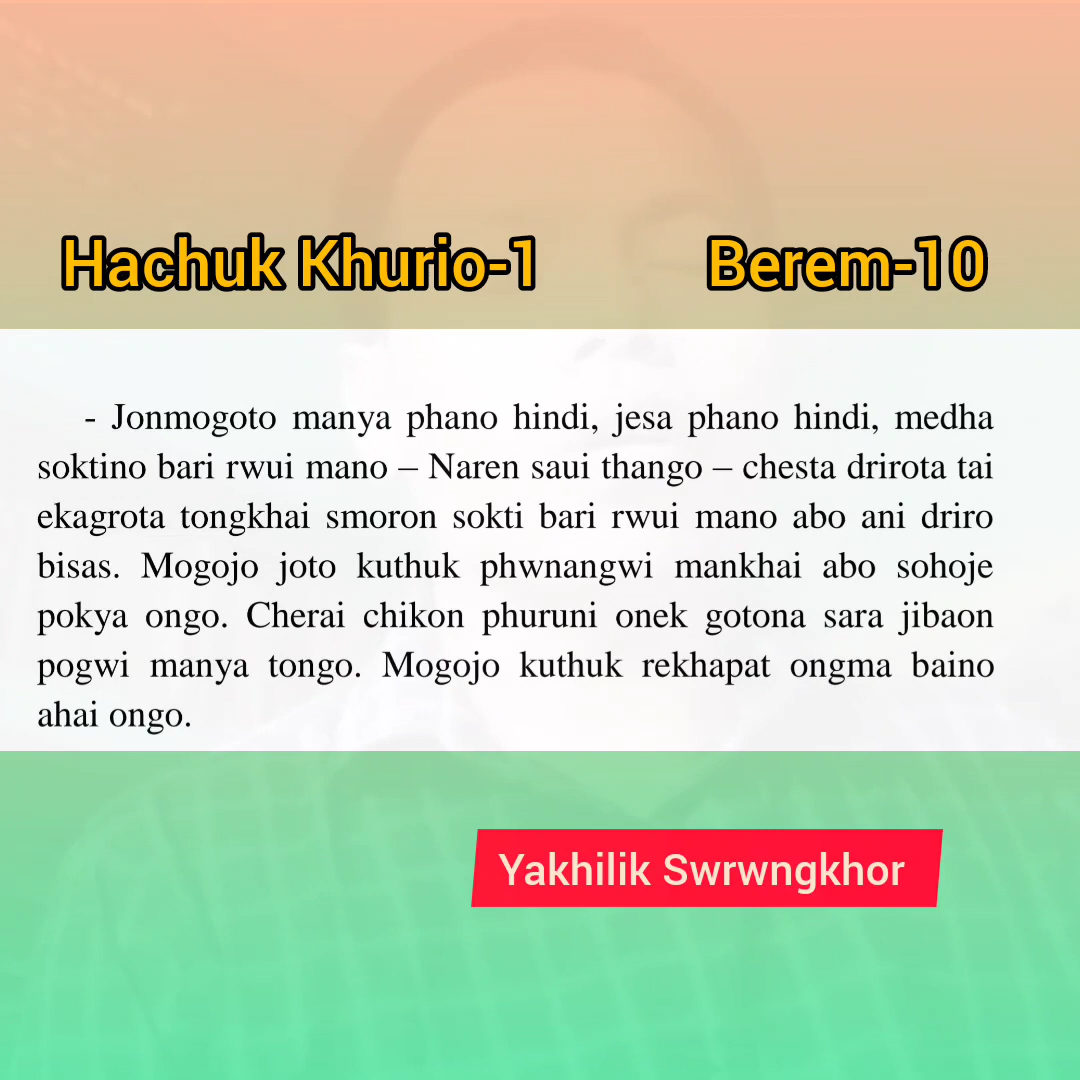 Hachuk Khurio-1 Berem-10
- Jonmogoto manya phano hindi, jesa phano hindi, medha
soktino bari rwui mano – Naren saui thango – chesta drirota tai
ekagrota tongkhai smoron sokti bari rwui mano abo ani driro
bisas. Mogojo joto kuthuk phwnangwi mankhai abo sohoje
pokya ongo. Cherai chikon phuruni onek gotona sara jibaon
pogwi manya tongo. Mogojo kuthuk rekhapat ongma baino
ahai ongo.
Yakhilik Swrwngkhor